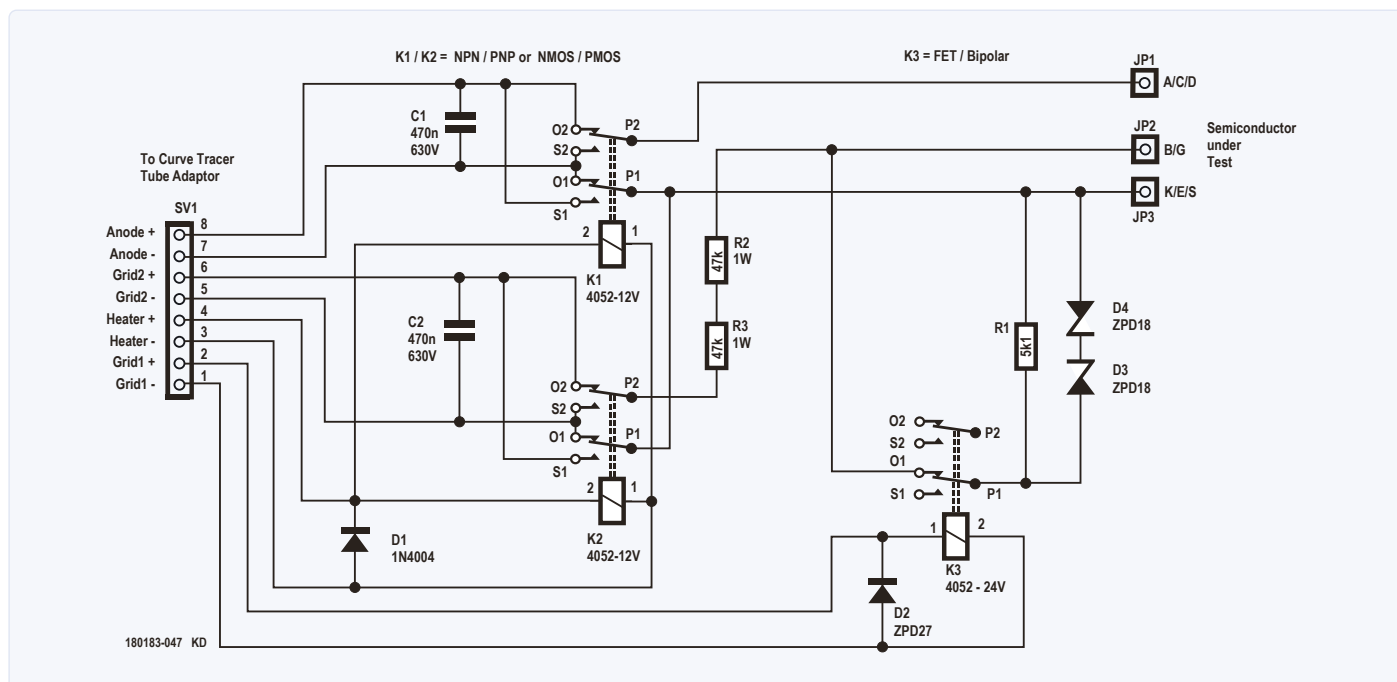 K1 / K2 = NPN / PNP or NMOS / PMOS
K3 = FET / Bipolar
JP1
A/C/D
C1
470n
630V
O2
P2
S2
JP2
B/G
Semiconductor
under
Test
To Curve Tracer
Tube Adaptor
O1
P1
S1
K/E/S
JP3
SV1
Anode + 8
Anode - 7
Grid2 + 6
Grid2 - 5
Heater + 4
Heater - 3
Grid1 + 2
Grid1 - 1
2
1
K1
4052-12V
R2
1W
47k
C2
470n
630V
R3
1W
47k
R1
5k1
D4
ZPD18
D3
ZPD18
O2
P2
S2
O1
P1
S1
2
1
K2
4052-12V
O2
P2
S2
O1
S1
P1
1
2
K3
4052 - 24V
D1
1N4004
D2
ZPD27
180183-047 KD